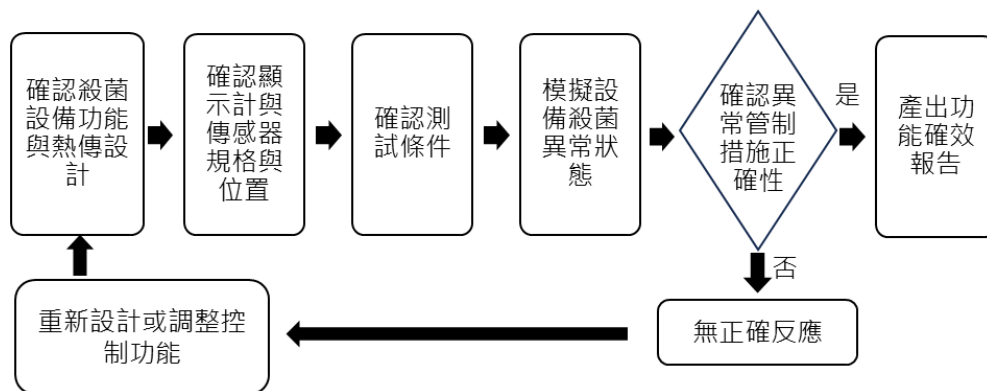 確認殺菌
設備功能
與熱傳設
計
確認顯
示計與
傳感器
規格與
位置
確認測
試條件
模擬設
備殺菌
異常狀
態
確認異
常管制
措施正
確性
是
產出功
能確效
報告
否
無正確反應
重新設計或調整控
制功能